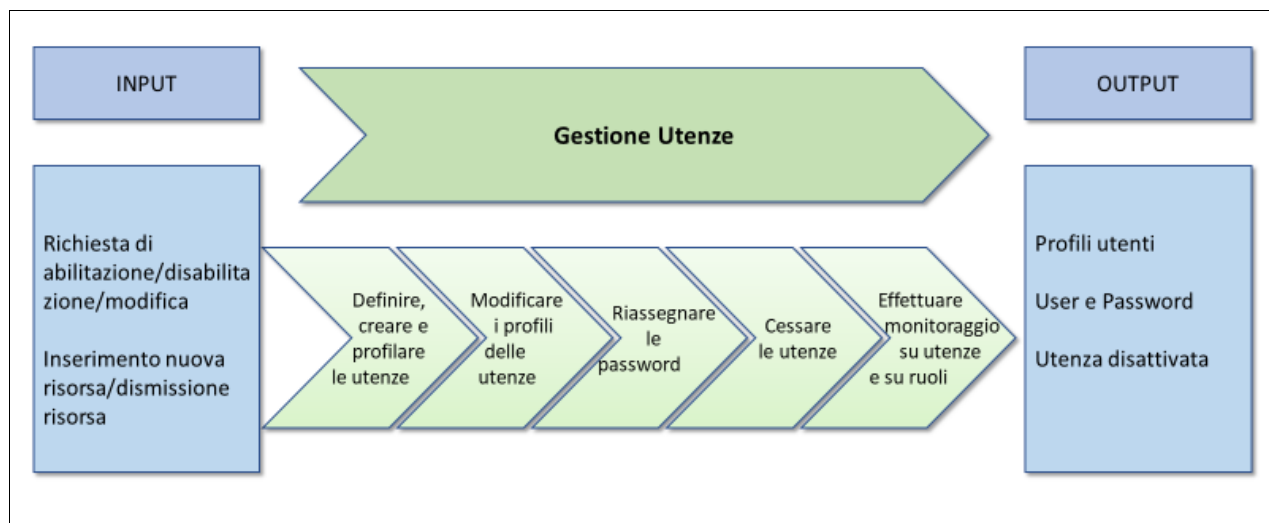 INPUT
Gestione Utenze
OUTPUT
Richiesta di
abilitazione/disabilita
zione/modifica
Inserimento nuova
risorsa/dismissione
risorsa
Definire,
creare e
profilare
le utenze
Modificare
i profili
delle
utenze
Riassegnare
le
password
Cessare
le utenze
Effettuare
monitoraggio
su utenze
e su ruoli
Profili utenti
User e Password
Utenza disattivata